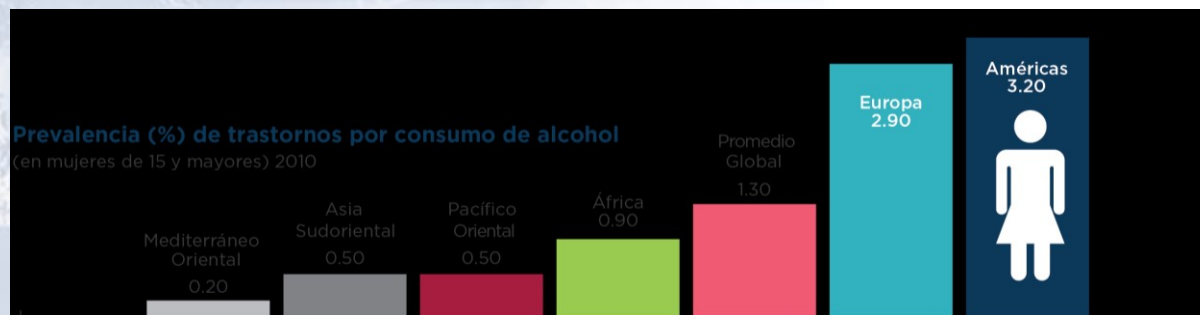 Prevalencia (%) de trastornos por consumo de alcohol
(en mujeres de 15 y mayores) 2010
Mediterráneo
Oriental
0.20
Asia
Sudoriental
0.50
Pacífico
Oriental
0.50
África
0.90
Promedio
Global
1.30
Europa
2.90
Américas
3.20